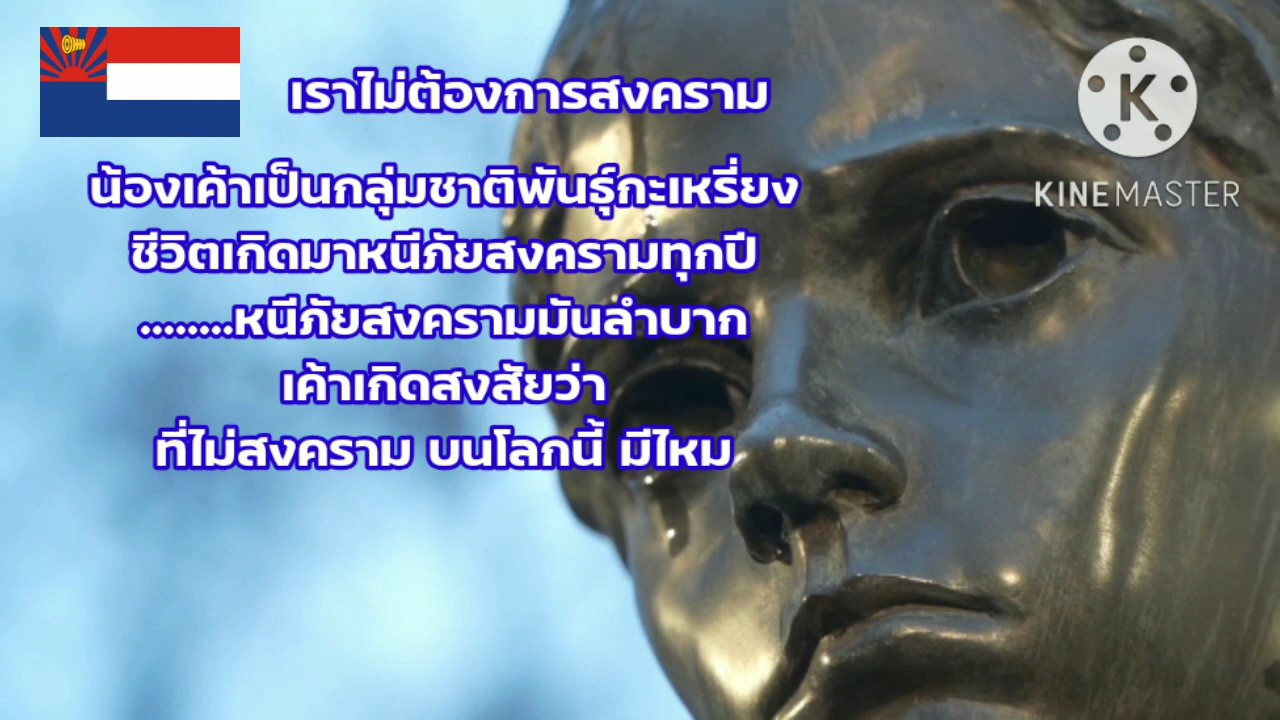 เราไม่ต้องการสงคราม
น้องเค้าเป็นกลุ่มชาติพันธุ์กะเหรี่ยง
ชีวิตเกิดมาหนีภัยสงครามทุกปี
........หนีภัยสงครามมันลำบาก
เค้าเกิดสงสัยว่า
ที่ไม่สงคราม บนโลกนี้ มีไหม
K
KINEMASTER